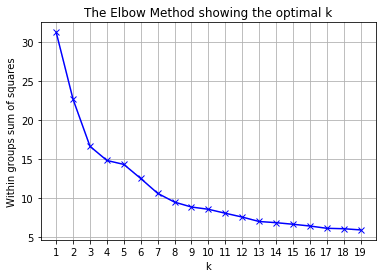 The Elbow Method showing the optimal k
Within groups sum of squares
30
25
20
15
10
5
1 2 3 4 5 6 7 8 9 10 11 12 13 14 15 16 17 18 19
k